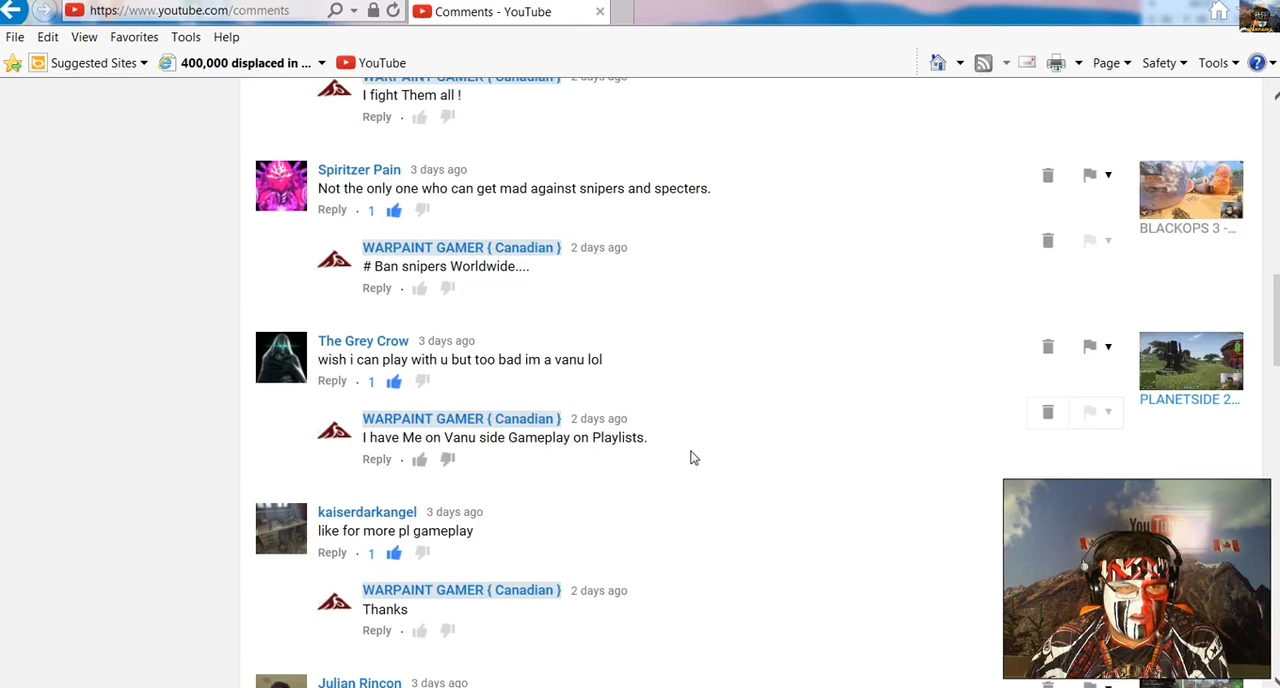 https://www.youtube.com/comments
Comments - YouTube
File Edit View Favorites Tools Help
Suggested Sites 400,000 displaced in ... YouTube
Page Safety Tools
WARPAINT GAMER { Canadian } 2 days ago
I fight Them all !
Reply
Spiritzer Pain 3 days ago
Not the only one who can get mad against snipers and specters.
Reply · 1
BLACKOPS 3 -...
WARPAINT GAMER { Canadian } 2 days ago
# Ban snipers Worldwide....
Reply
The Grey Crow 3 days ago
wish i can play with u but too bad im a vanu lol
Reply · 1
PLANETSIDE 2...
WARPAINT GAMER { Canadian } 2 days ago
I have Me on Vanu side Gameplay on Playlists.
Reply
kaiserdarkangel 3 days ago
like for more pl gameplay
Reply · 1
WARPAINT GAMER { Canadian } 2 days ago
Thanks
Reply
Julian Rincon 3 days ago